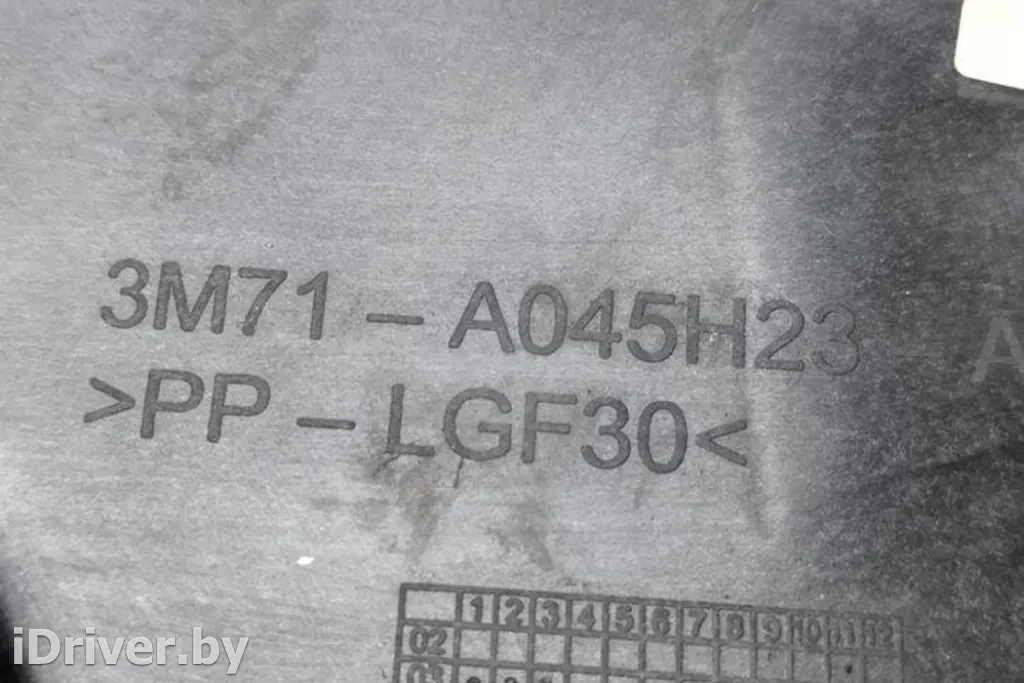 3M71-A045H23
>PP-LGF30<
1 2 3 4 5 6 7 8 9 10 11 12
02
03
iDriver.by